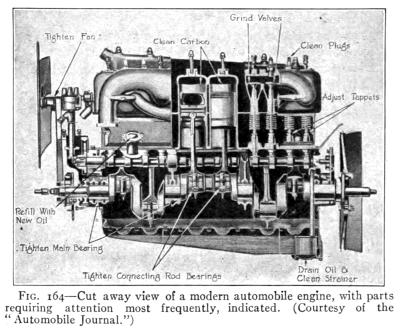 Grind Valves
Tighten Fan
Clean Carbon
Clean Plugs
Adjust Tappets
Refill With
New Oil
Tighten Main Bearing
Tighten Connecting Rod Bearings
Drain Oil &
Clean Strainer
FIG. 164—Cut away view of a modern automobile engine, with parts
requiring attention most frequently, indicated. (Courtesy of the
"Automobile Journal.")